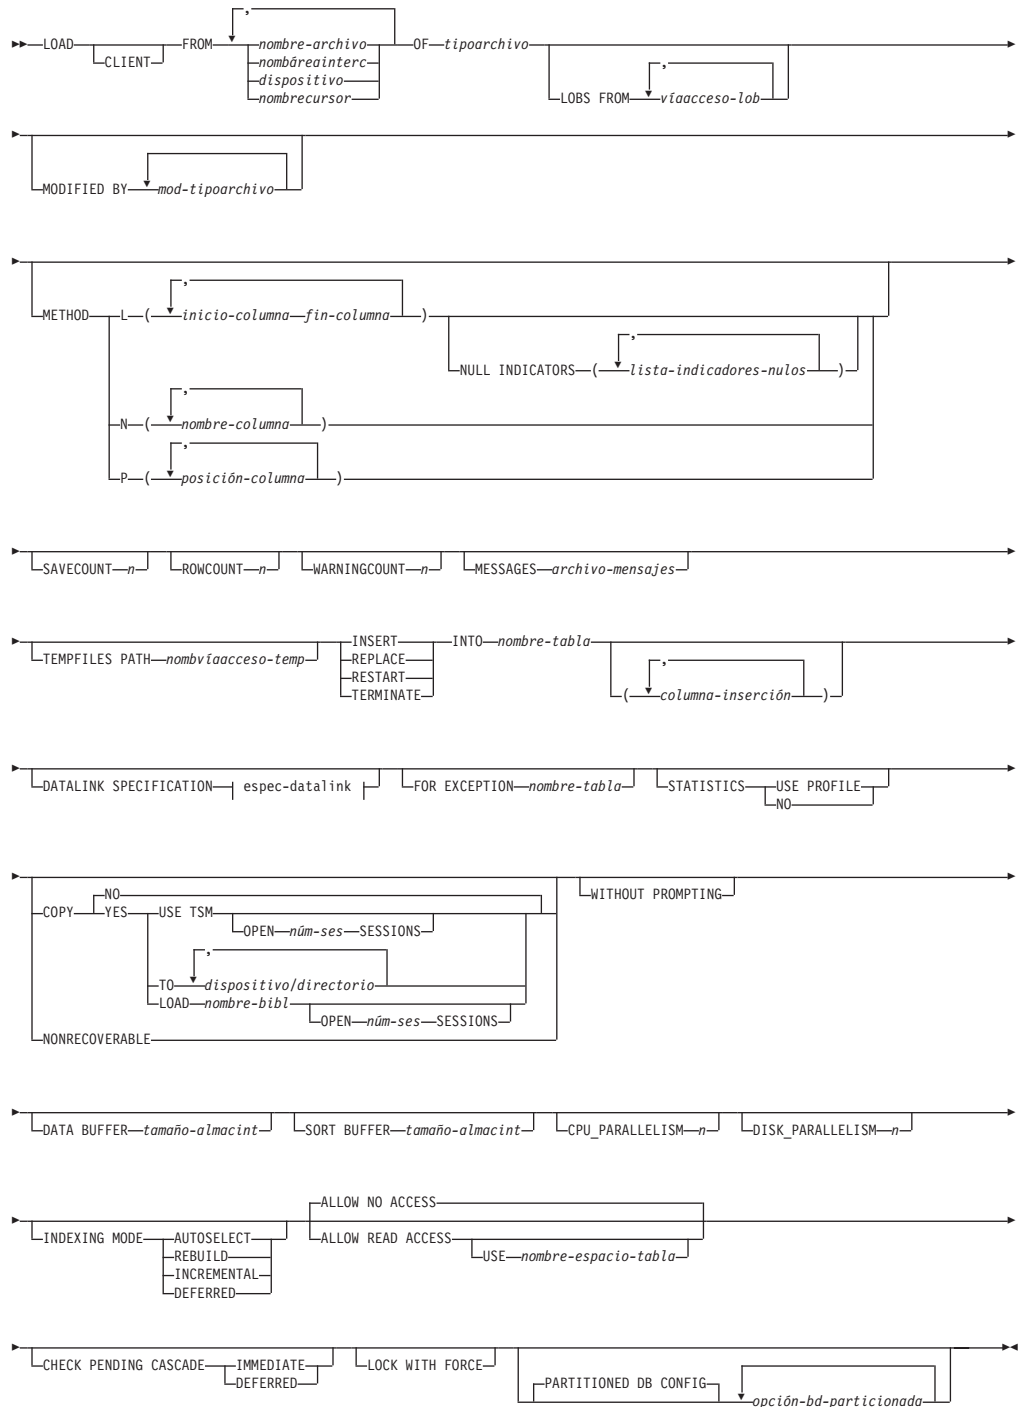 ,
LOAD CLIENT FROM nombre-archivo OF tipoarchivo
nombáreainterc
dispositivo
nombrecursor
,
LOBS FROM víaacceso-lob
MODIFIED BY mod-tipoarchivo
,
METHOD L ( inicio-columna fin-columna )
,
NULL INDICATORS ( lista-indicadores-nulos )
,
N ( nombre-columna )
,
P ( posición-columna )
SAVECOUNT n ROWCOUNT n WARNINGCOUNT n MESSAGES archivo-mensajes
TEMPFILES PATH nombvíaacceso-temp INSERT INTO nombre-tabla
REPLACE
RESTART
TERMINATE
,
( columna-inserción )
DATALINK SPECIFICATION espec-datalink FOR EXCEPTION nombre-tabla STATISTICS USE PROFILE
NO
NO
COPY YES USE TSM
OPEN núm-ses SESSIONS
,
TO dispositivo/directorio
LOAD nombre-bibl
OPEN núm-ses SESSIONS
NONRECOVERABLE
WITHOUT PROMPTING
DATA BUFFER tamaño-almacint SORT BUFFER tamaño-almacint CPU_PARALLELISM n DISK_PARALLELISM n
INDEXING MODE AUTOSELECT
REBUILD
INCREMENTAL
DEFERRED
ALLOW NO ACCESS
ALLOW READ ACCESS
USE nombre-espacio-tabla
CHECK PENDING CASCADE IMMEDIATE
DEFERRED
LOCK WITH FORCE
PARTITIONED DB CONFIG
opción-bd-particionada